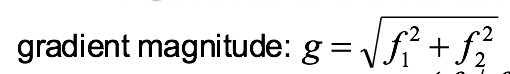 gradient magnitude: g = √(f₁² + f₂²)